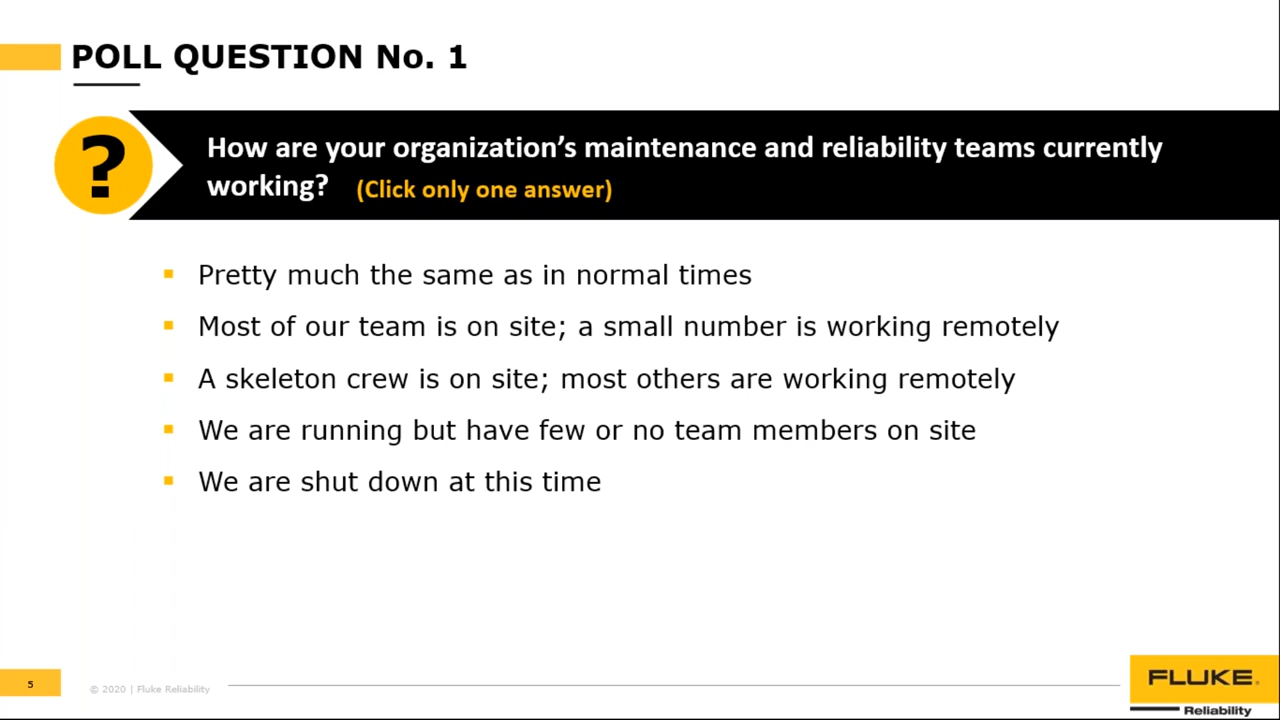 POLL QUESTION No. 1
?
How are your organization’s maintenance and reliability teams currently
working? (Click only one answer)
▪ Pretty much the same as in normal times
▪ Most of our team is on site; a small number is working remotely
▪ A skeleton crew is on site; most others are working remotely
▪ We are running but have few or no team members on site
▪ We are shut down at this time
5
© 2020 | Fluke Reliability
FLUKE®
Reliability